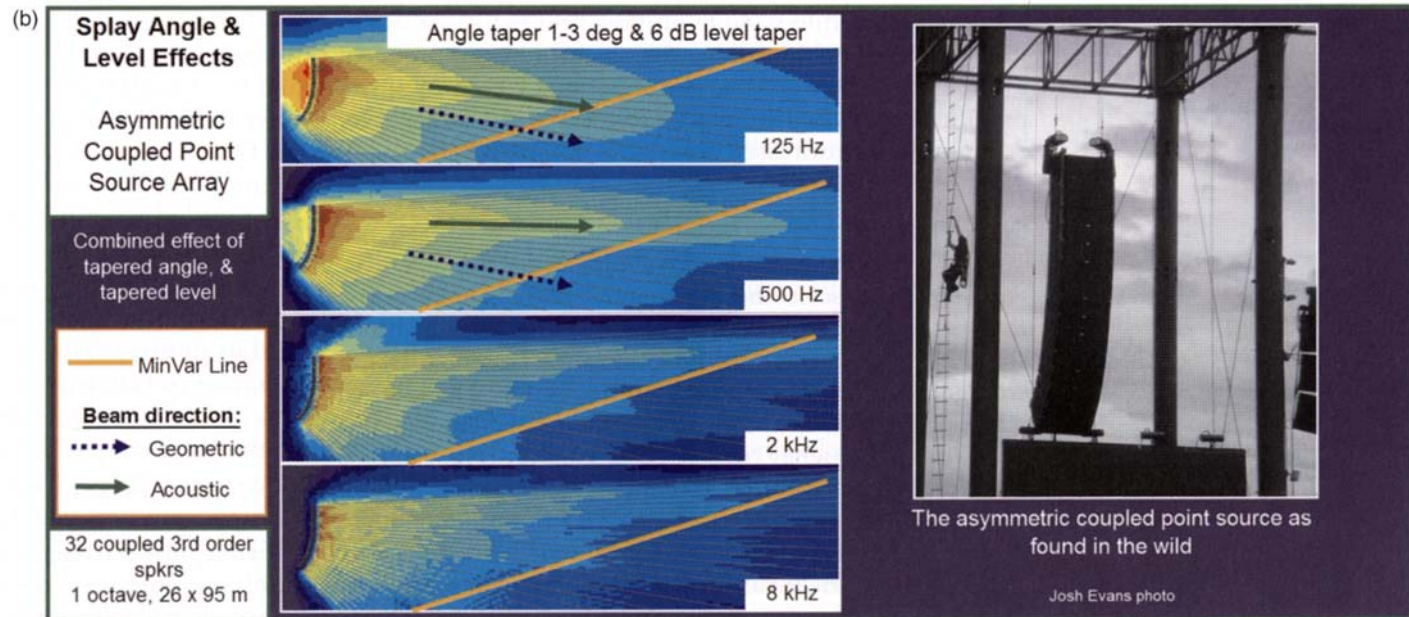 (b)
Splay Angle &
Level Effects
Asymmetric
Coupled Point
Source Array
Combined effect of
tapered angle, &
tapered level
MinVar Line
Beam direction:
Geometric
Acoustic
32 coupled 3rd order
spkrs
1 octave, 26 x 95 m
Angle taper 1-3 deg & 6 dB level taper
125 Hz
500 Hz
2 kHz
8 kHz
The asymmetric coupled point source as
found in the wild
Josh Evans photo